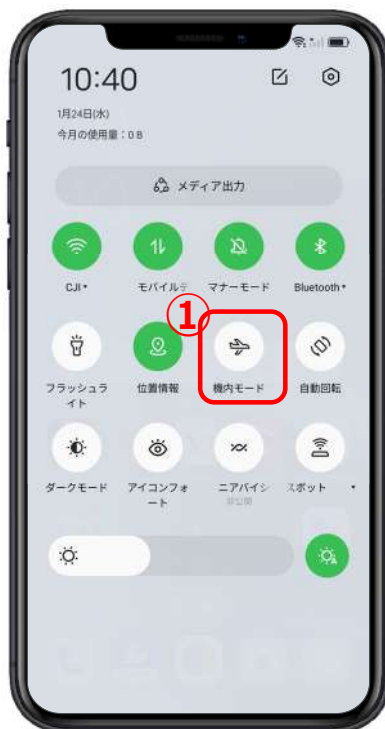 10:40
1月24日(水)
今月の使用量：0 B
メディア出力
CJI
モバイルデ
マナーモード
Bluetooth
①
フラッシュラ
イト
位置情報
機内モード
自動回転
ダークモード
アイコンフォ
ート
ニアバイシ
非公開
スポット